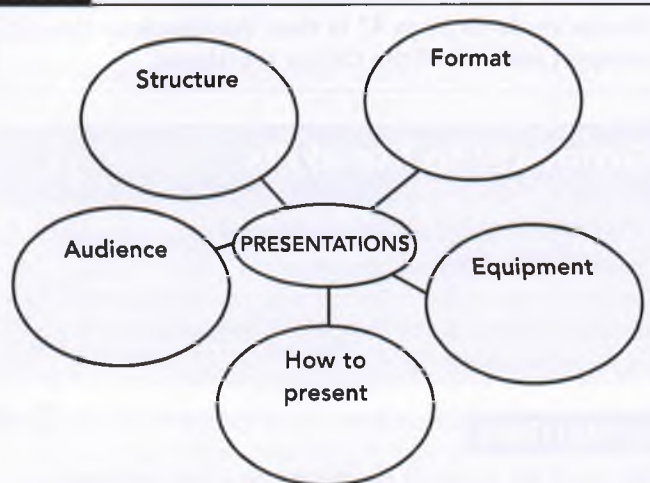 Structure
Format
Audience
PRESENTATIONS
Equipment
How to
present